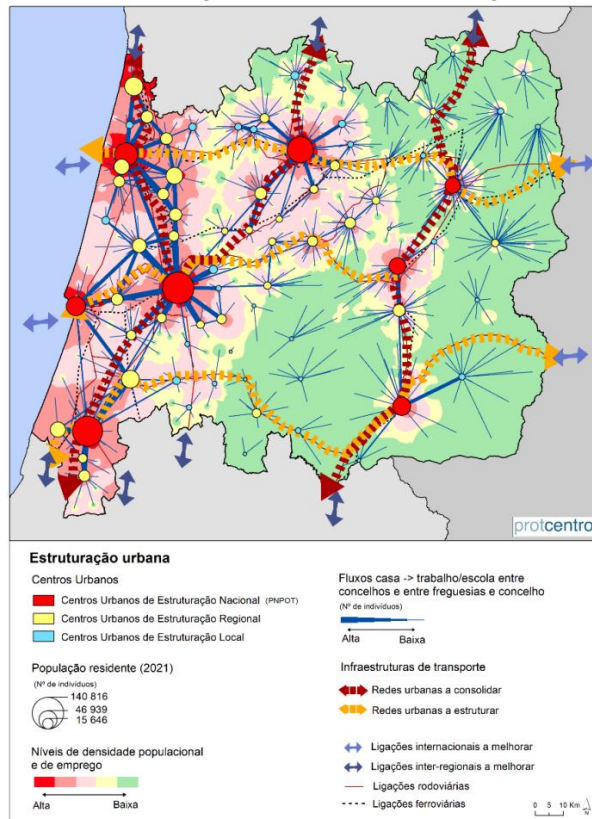 protcentro
Estruturação urbana
Centros Urbanos
Centros Urbanos de Estruturação Nacional (PNPOT)
Centros Urbanos de Estruturação Regional
Centros Urbanos de Estruturação Local
População residente (2021)
(Nº de indivíduos)
140 816
46 939
15 646
Níveis de densidade populacional
e de emprego
Alta
Baixa
Fluxos casa -> trabalho/escola entre
concelhos e entre freguesias e concelho
(Nº de indivíduos)
Alta
Baixa
Infraestruturas de transporte
Redes urbanas a consolidar
Redes urbanas a estruturar
Ligações internacionais a melhorar
Ligações inter-regionais a melhorar
Ligações rodoviárias
Ligações ferroviárias
0 5 10 Km
N